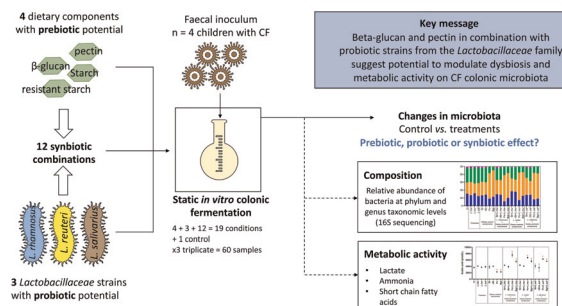 4 dietary components
with prebiotic potential
pectin
β-glucan
Starch
resistant starch
12 synbiotic
combinations
L. rhamnosus
L. reuteri
L. salivarius
3 Lactobacillaceae strains
with probiotic potential
Faecal inoculum
n = 4 children with CF
Static in vitro colonic
fermentation
4 + 3 + 12 = 19 conditions
+ 1 control
x3 triplicate = 60 samples
Key message
Beta-glucan and pectin in combination with
probiotic strains from the Lactobacillaceae family
suggest potential to modulate dysbiosis and
metabolic activity on CF colonic microbiota
Changes in microbiota
Control vs. treatments
Prebiotic, probiotic or synbiotic effect?
Composition
Relative abundance of
bacteria at phylum and
genus taxonomic levels
(16S sequencing)
Metabolic activity
• Lactate
• Ammonia
• Short chain fatty
acids